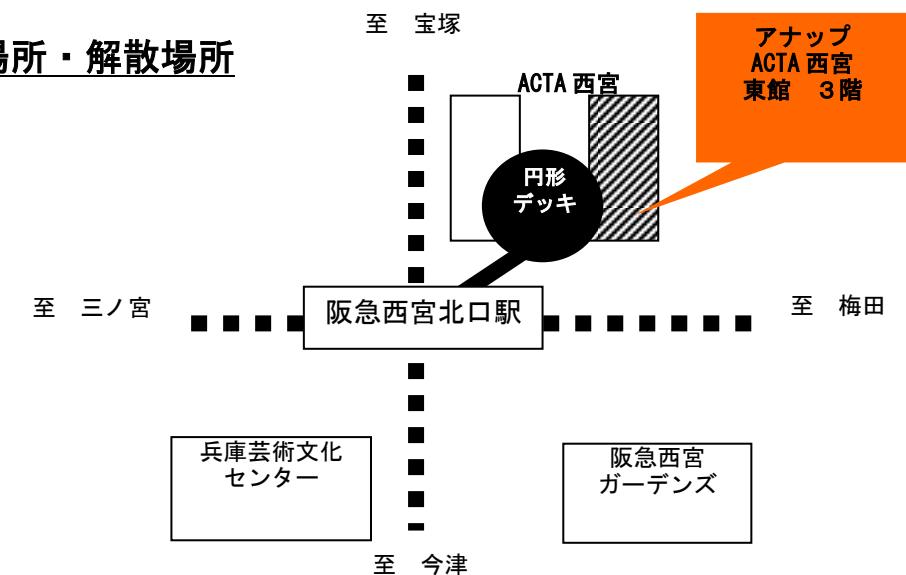 至　宝塚
場所・解散場所
アナップ
ACTA 西宮
東館　３階
ACTA 西宮
円形
デッキ
至　三ノ宮
阪急西宮北口駅
至　梅田
兵庫芸術文化
センター
阪急西宮
ガーデンズ
至　今津